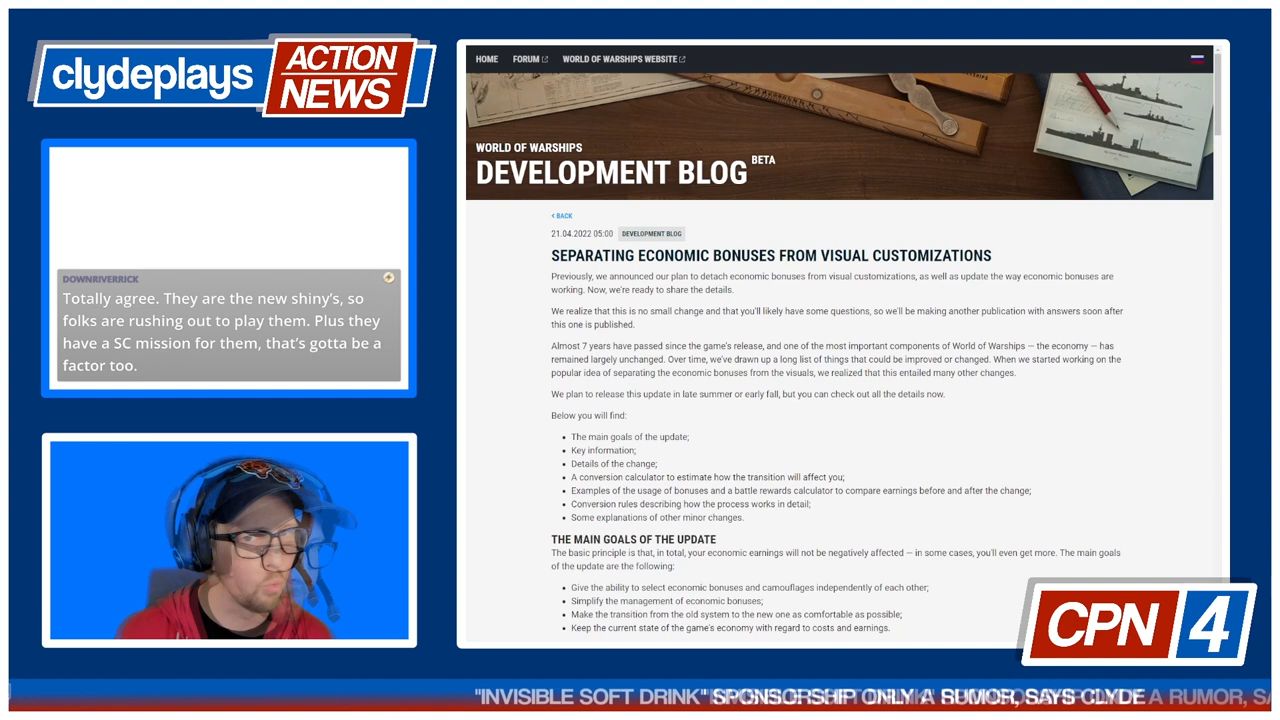 clydeplays
ACTION
NEWS
DOWNRIVERRICK
Totally agree. They are the new shiny's, so
folks are rushing out to play them. Plus they
have a SC mission for them, that's gotta be a
factor too.
HOME FORUM WORLD OF WARSHIPS WEBSITE
WORLD OF WARSHIPS
DEVELOPMENT BLOG BETA
< BACK
21.04.2022 05:00 DEVELOPMENT BLOG
SEPARATING ECONOMIC BONUSES FROM VISUAL CUSTOMIZATIONS
Previously, we announced our plan to detach economic bonuses from visual customizations, as well as update the way economic bonuses are
working. Now, we're ready to share the details.
We realize that this is no small change and that you'll likely have some questions, so we'll be making another publication with answers soon after
this one is published.
Almost 7 years have passed since the game's release, and one of the most important components of World of Warships — the economy — has
remained largely unchanged. Over time, we've drawn up a long list of things that could be improved or changed. When we started working on the
popular idea of separating the economic bonuses from the visuals, we realized that this entailed many other changes.
We plan to release this update in late summer or early fall, but you can check out all the details now.
Below you will find:
• The main goals of the update;
• Key information;
• Details of the change;
• A conversion calculator to estimate how the transition will affect you;
• Examples of the usage of bonuses and a battle rewards calculator to compare earnings before and after the change;
• Conversion rules describing how the process works in detail;
• Some explanations of other minor changes.
THE MAIN GOALS OF THE UPDATE
The basic principle is that, in total, your economic earnings will not be negatively affected — in some cases, you'll even get more. The main goals
of the update are the following:
• Give the ability to select economic bonuses and camouflages independently of each other;
• Simplify the management of economic bonuses;
• Make the transition from the old system to the new one as comfortable as possible;
• Keep the current state of the game's economy with regard to costs and earnings.
CPN 4
"INVISIBLE SOFT DRINK" SPONSORSHIP ONLY A RUMOR, SAYS CLYDE